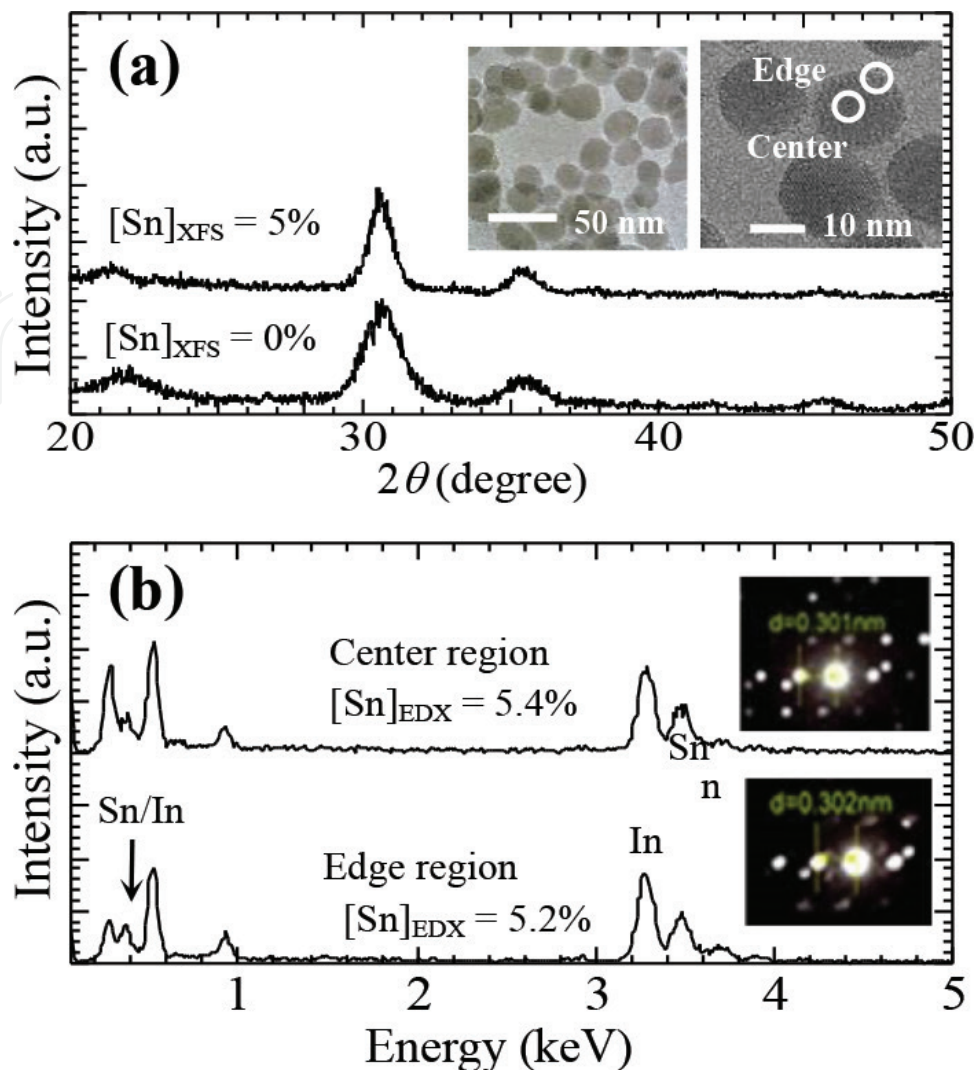 (a)
Edge
Center
50 nm
10 nm
[Sn]XFS = 5%
[Sn]XFS = 0%
Intensity (a.u.)
20 30 40 50
2θ (degree)
(b)
Center region
[Sn]EDX = 5.4%
d=0.301nm
Sn
n
Sn/In
In
Edge region
[Sn]EDX = 5.2%
d=0.302nm
Intensity (a.u.)
1 2 3 4 5
Energy (keV)